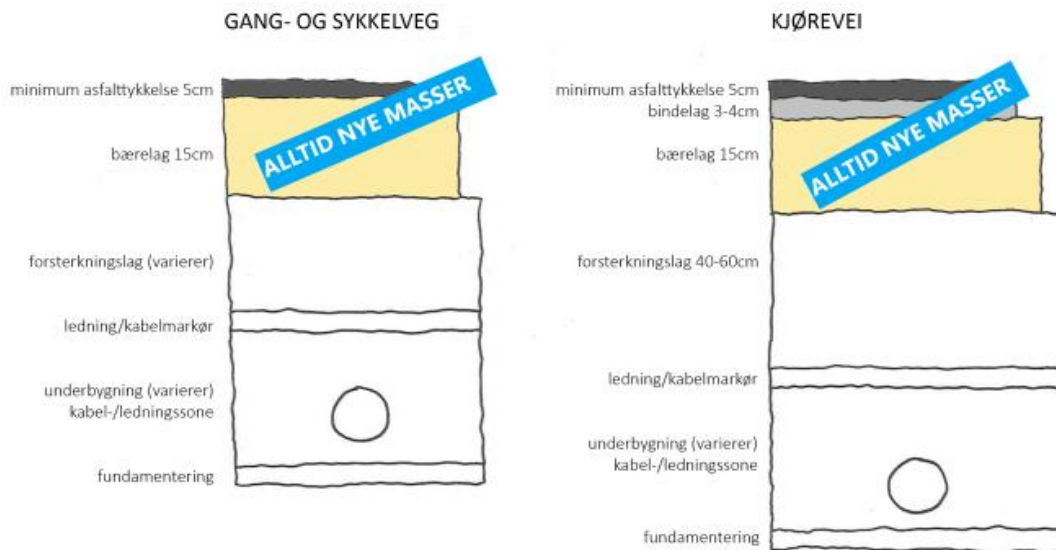 GANG- OG SYKKELVEG
minimum asfalttykkelse 5cm
ALLTID NYE MASSER
bærelag 15cm
forsterkningslag (varierer)
ledning/kabelmarkør
underbygning (varierer)
kabel-/ledningssone
fundamentering
KJØREVEI
minimum asfalttykkelse 5cm
bindelag 3-4cm
ALLTID NYE MASSER
bærelag 15cm
forsterkningslag 40-60cm
ledning/kabelmarkør
underbygning (varierer)
kabel-/ledningssone
fundamentering